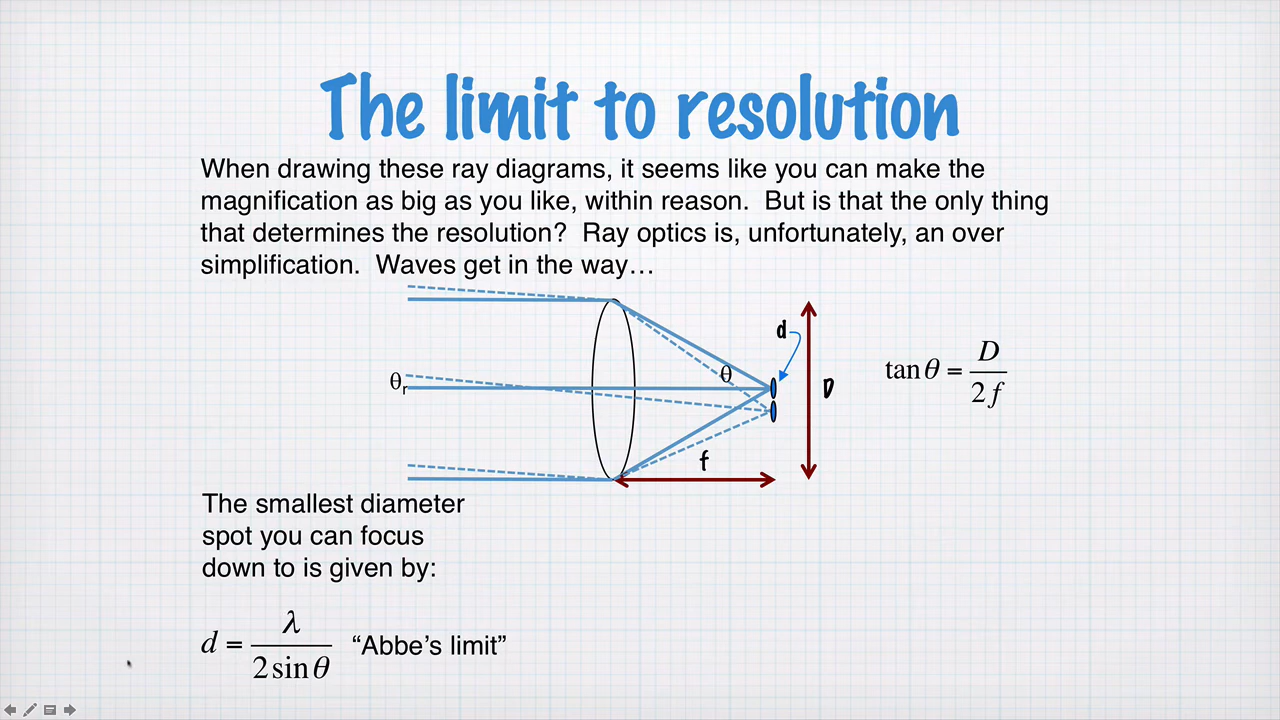 The limit to resolution
When drawing these ray diagrams, it seems like you can make the
magnification as big as you like, within reason.  But is that the only thing
that determines the resolution?  Ray optics is, unfortunately, an over
simplification.  Waves get in the way…
d
θr
θ
D
f
tan θ = D / 2f
The smallest diameter
spot you can focus
down to is given by:
d = λ / 2 sin θ
“Abbe’s limit”